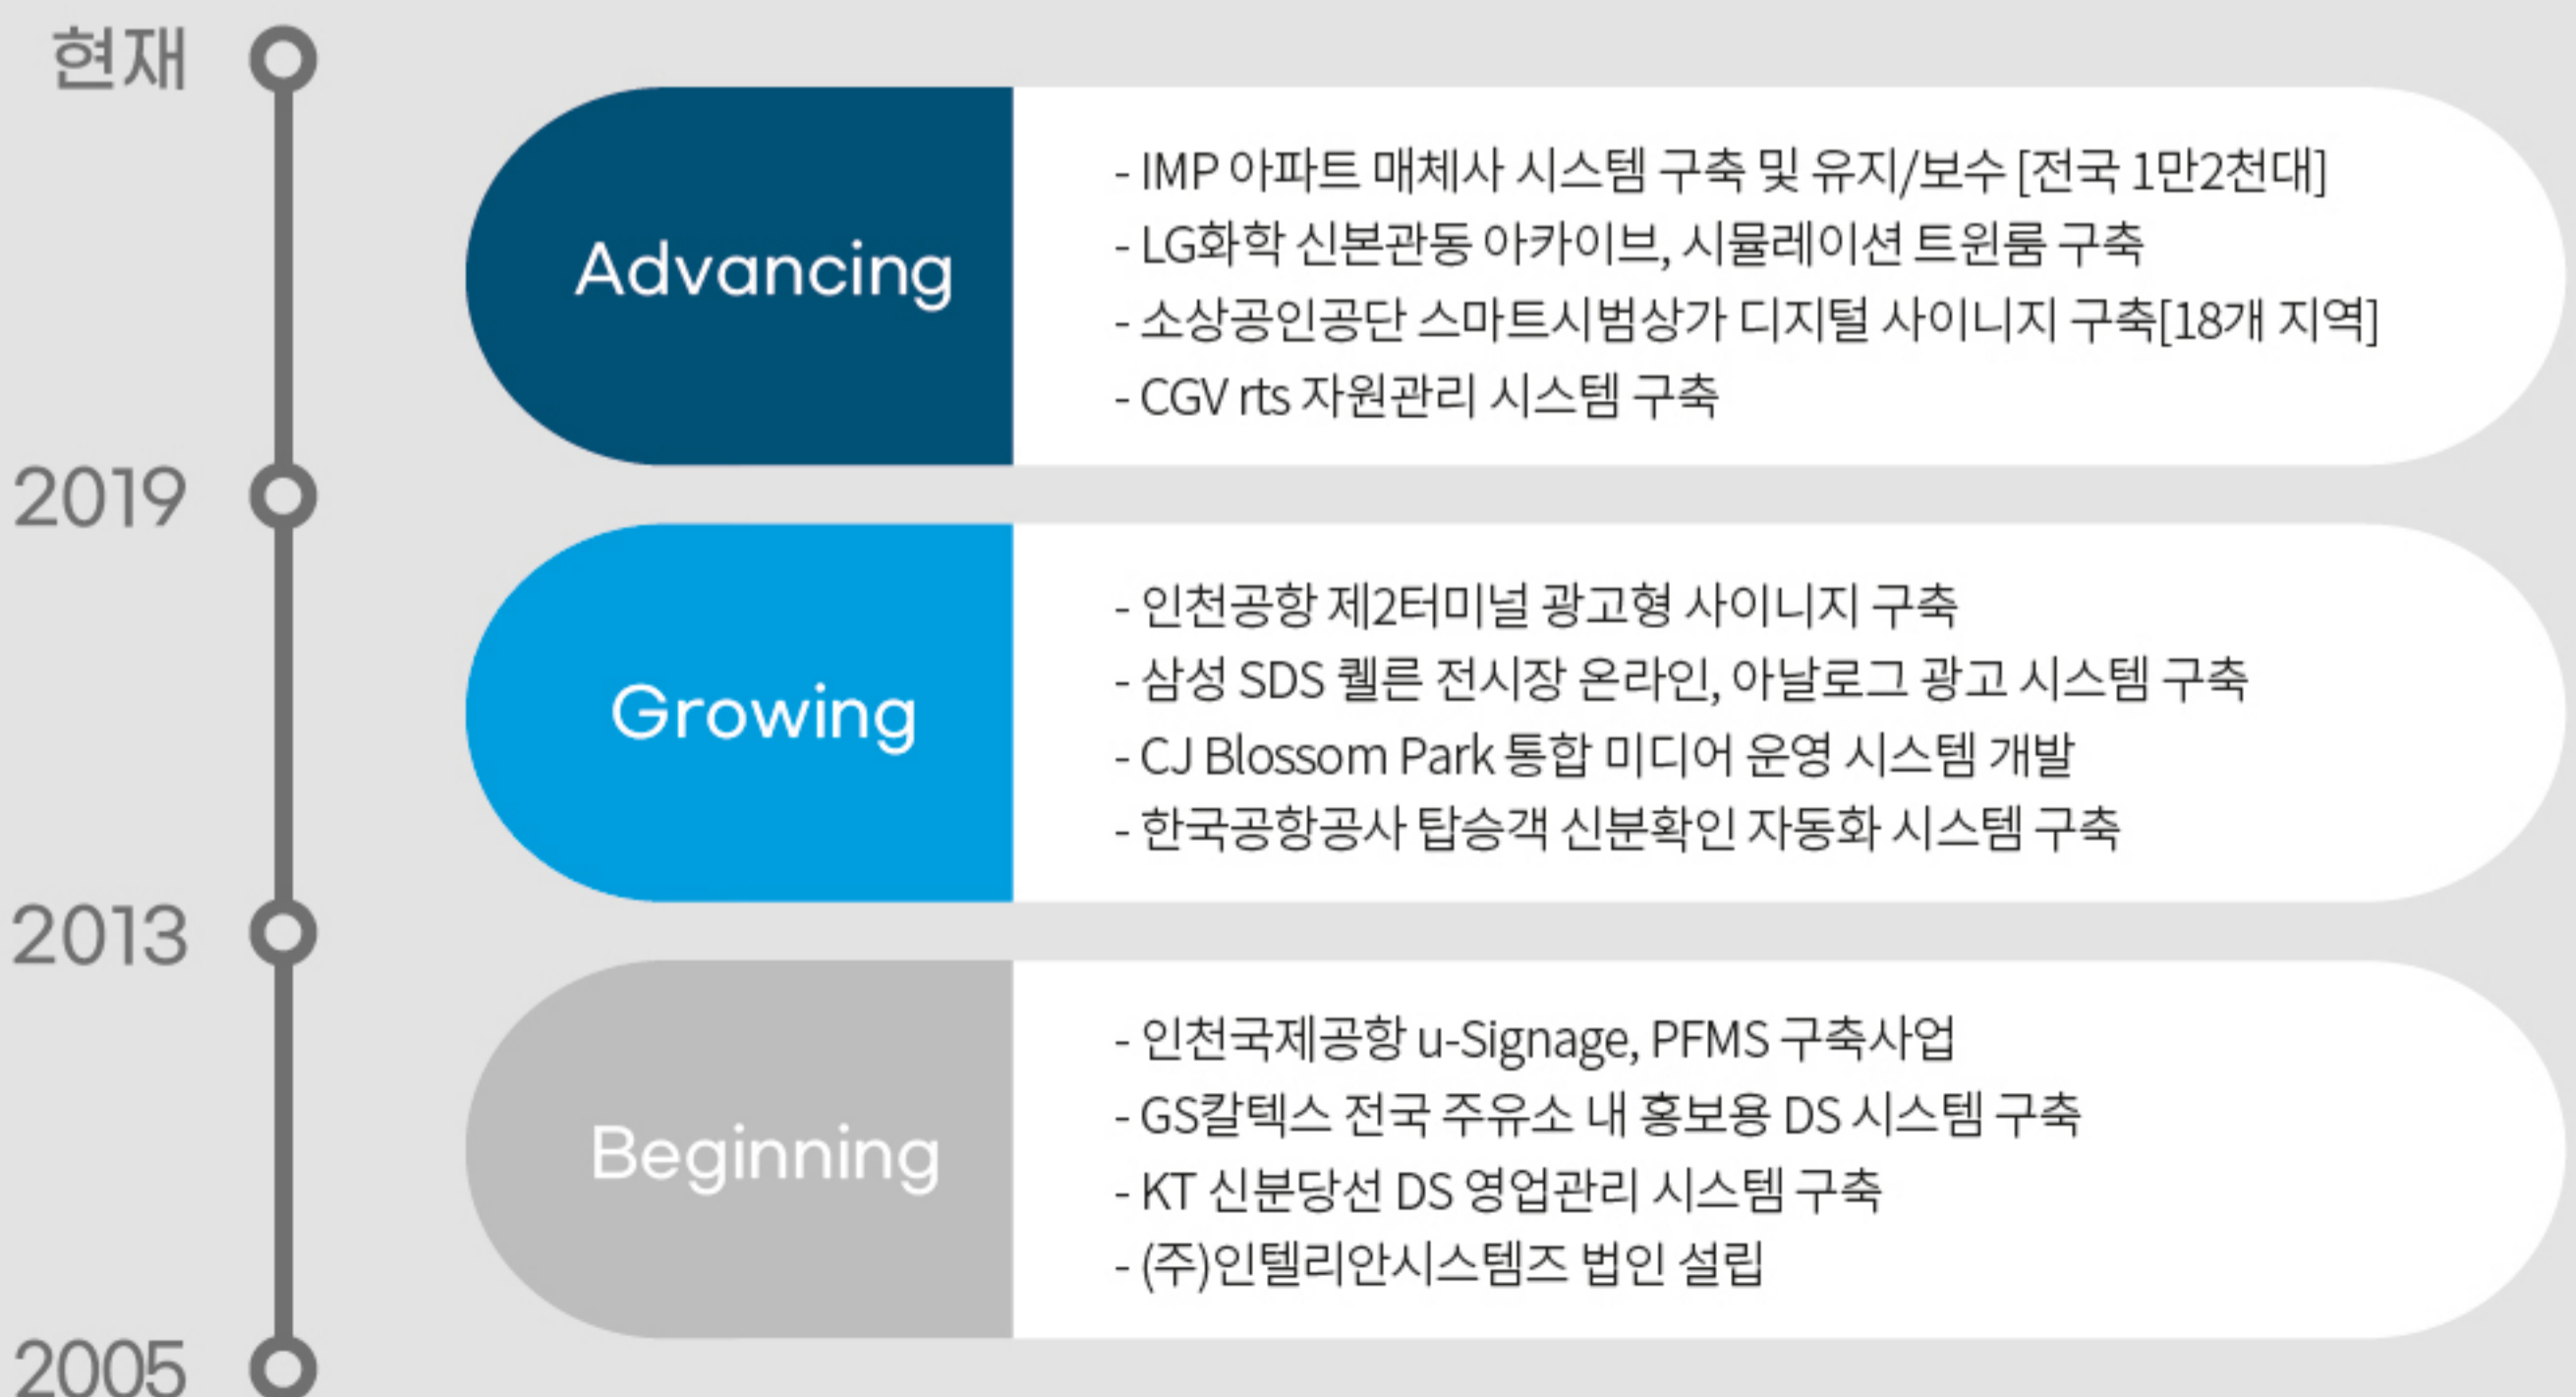 현재
Advancing
- IMP 아파트 매체사 시스템 구축 및 유지/보수 [전국 1만2천대]
- LG화학 신본관동 아카이브, 시뮬레이션 트윈룸 구축
- 소상공인공단 스마트시범상가 디지털 사이니지 구축[18개 지역]
- CGV rts 자원관리 시스템 구축
2019
Growing
- 인천공항 제2터미널 광고형 사이니지 구축
- 삼성 SDS 퀠른 전시장 온라인, 아날로그 광고 시스템 구축
- CJ Blossom Park 통합 미디어 운영 시스템 개발
- 한국공항공사 탑승객 신분확인 자동화 시스템 구축
2013
Beginning
- 인천국제공항 u-Signage, PFMS 구축사업
- GS칼텍스 전국 주유소 내 홍보용 DS 시스템 구축
- KT 신분당선 DS 영업관리 시스템 구축
- (주)인텔리안시스템즈 법인 설립
2005